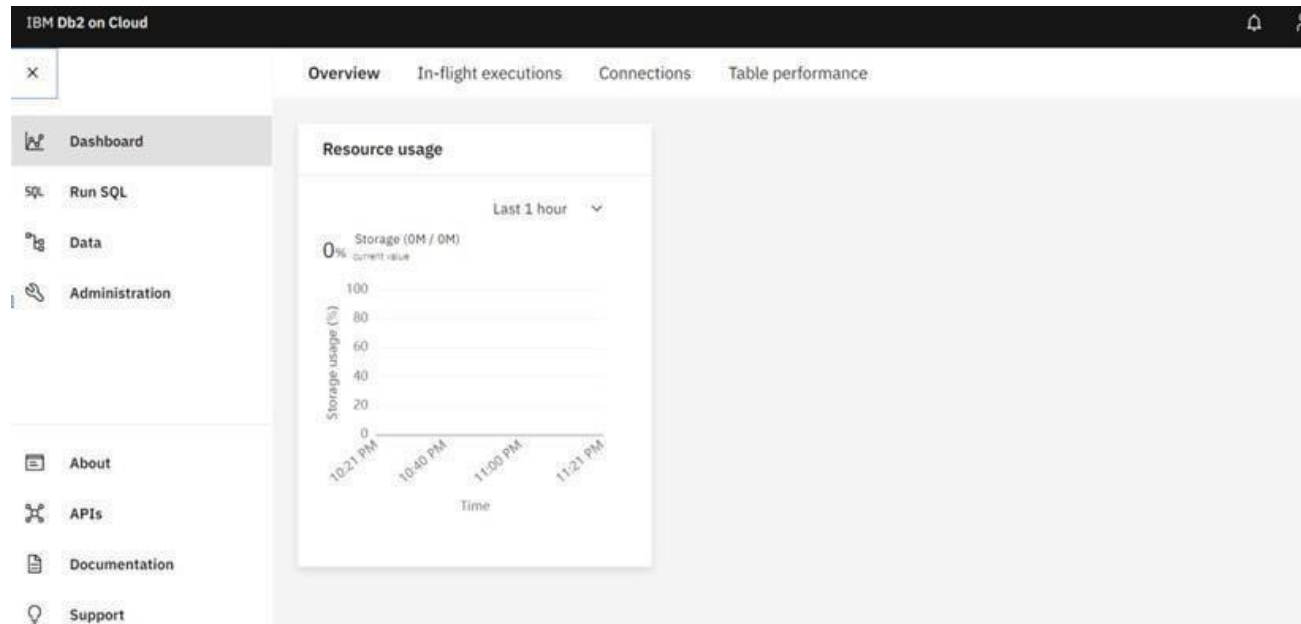 IBM Db2 on Cloud
Overview In-flight executions Connections Table performance
Dashboard
SQL Run SQL
Data
Administration
About
APIs
Documentation
Support
Resource usage
Last 1 hour
0% Storage (0M / 0M)
current value
Storage usage (%)
100
80
60
40
20
0
10:21 PM 10:40 PM 11:00 PM 11:21 PM
Time